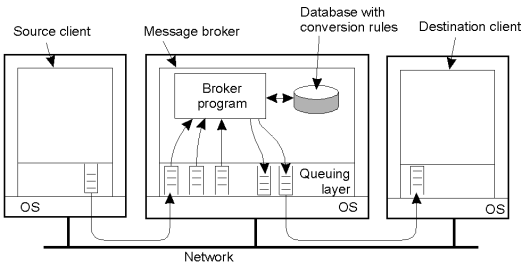 Source client
Message broker
Database with
conversion rules
Destination client
Broker
program
Queuing
layer
OS
OS
OS
Network